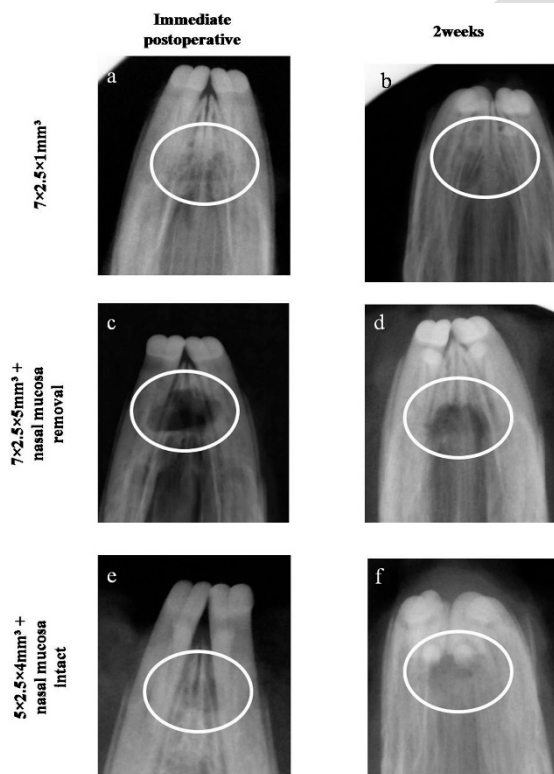 Immediate
postoperative
2weeks
7×2.5×1mm³
a
b
7×2.5×5mm³ +
nasal mucosa
removal
c
d
5×2.5×4mm³ +
nasal mucosa
Intact
e
f